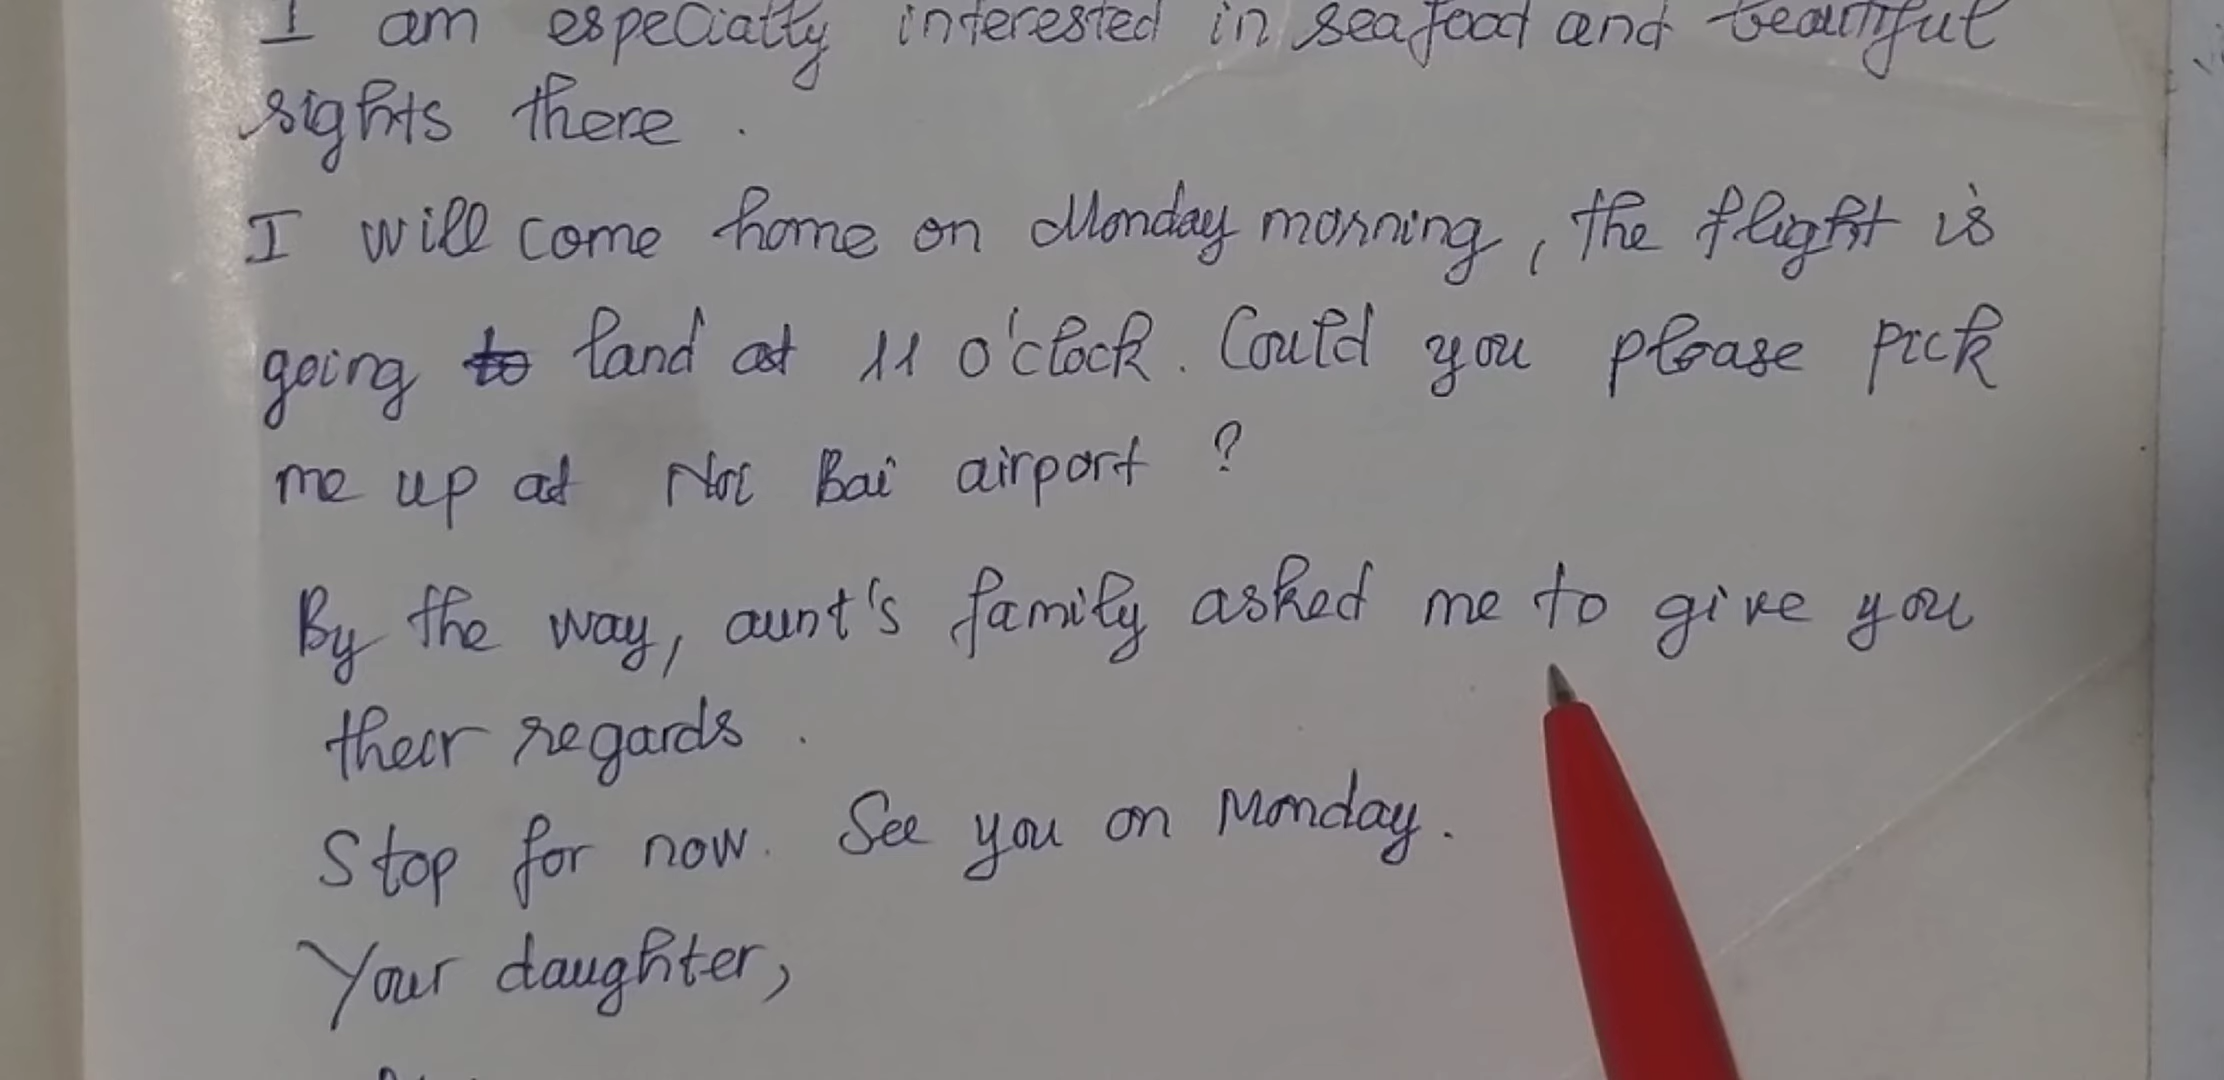 I am especially interested in seafood and beautiful
sights there .
I will come home on Monday morning, the flight is
going to land at 11 o'clock. Could you please pick
me up at Noi Bai airport ?
By the way, aunt's family asked me to give you
their regards .
Stop for now. See you on Monday.
Your daughter,